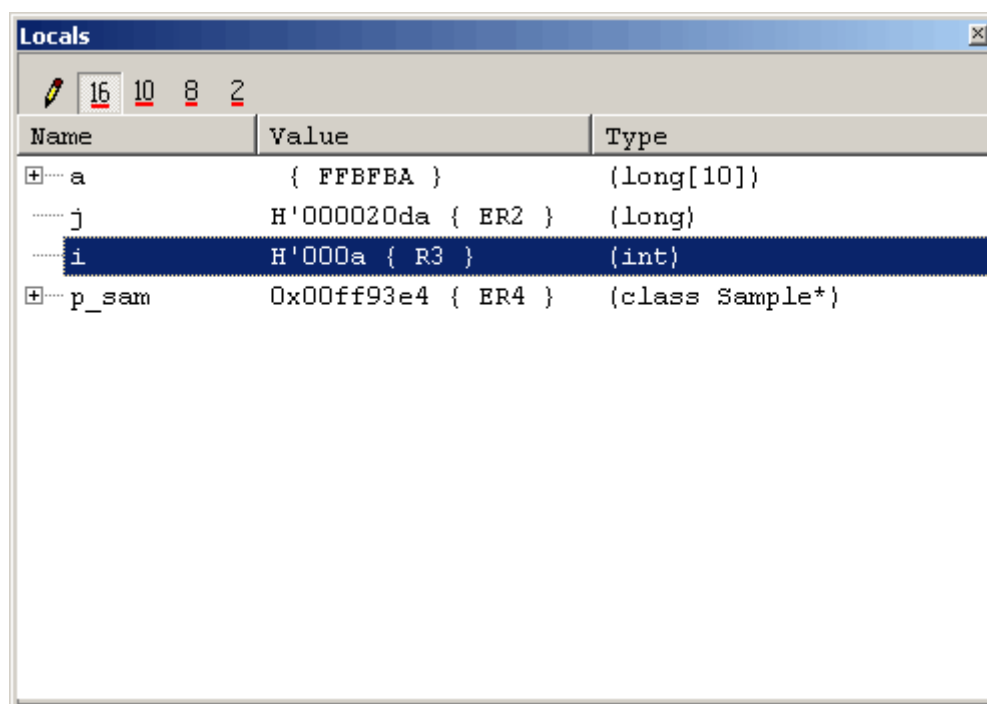 Locals
16 10 8 2
Name Value Type
a { FFBFBA } (long[10])
j H'000020da { ER2 } (long)
i H'000a { R3 } (int)
p_sam 0x00ff93e4 { ER4 } (class Sample*)